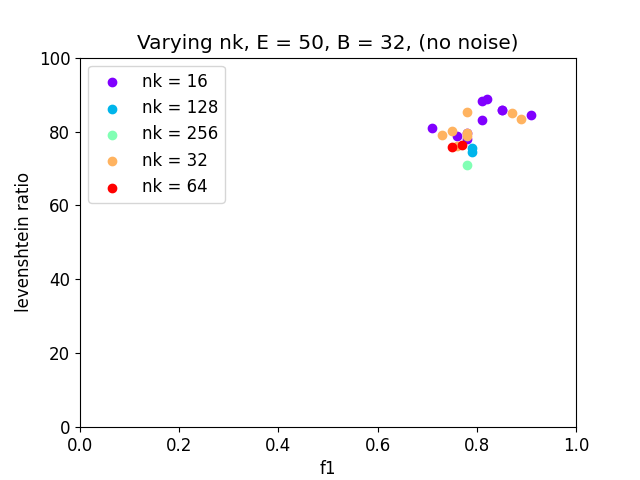 Varying nk, E = 50, B = 32, (no noise)
100
80
60
40
20
0
levenshtein ratio
nk = 16
nk = 128
nk = 256
nk = 32
nk = 64
0.0 0.2 0.4 0.6 0.8 1.0
f1